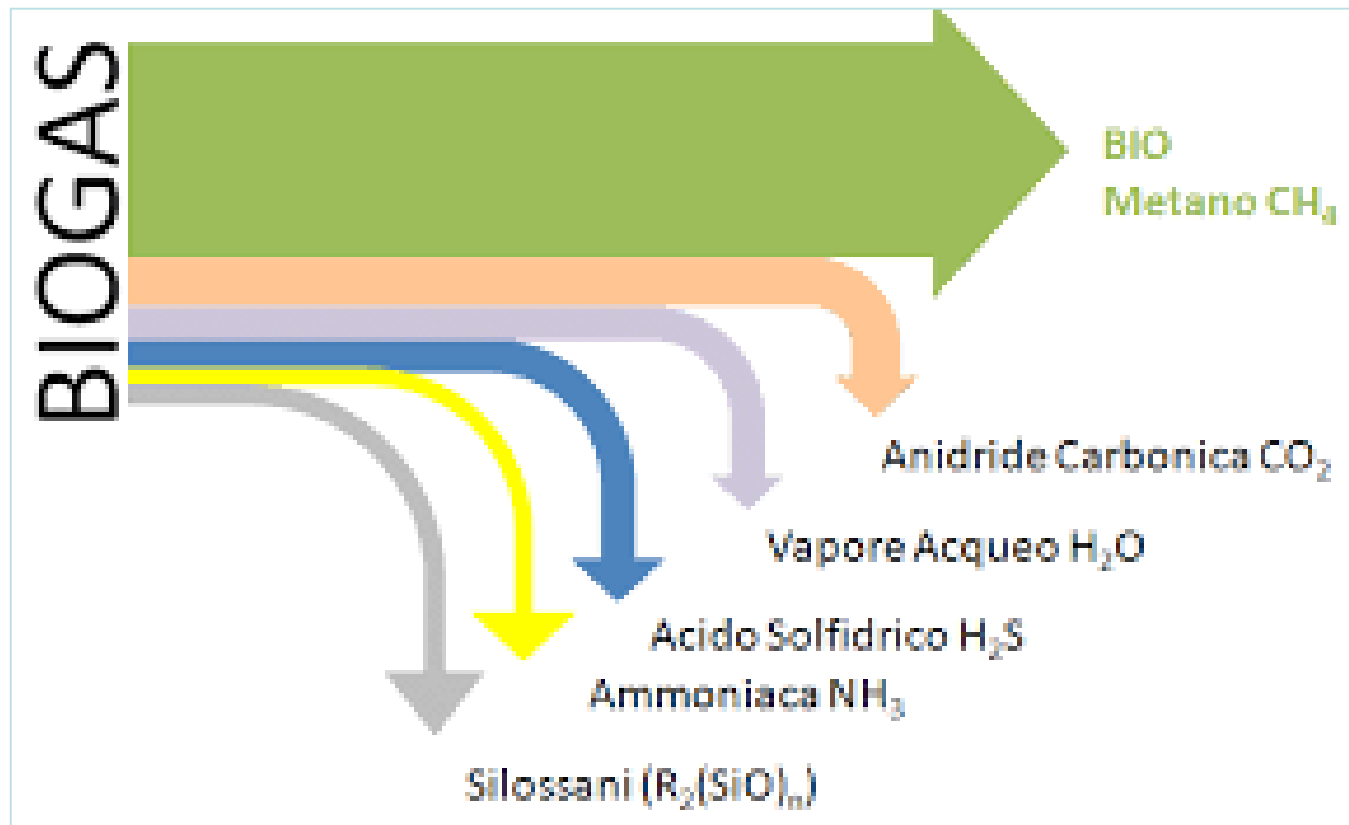 BIOGAS
BIO
Metano CH₄
Anidride Carbonica CO₂
Vapore Acqueo H₂O
Acido Solfidrico H₂S
Ammoniaca NH₃
Silossani (R₂(SiO)ₙ)